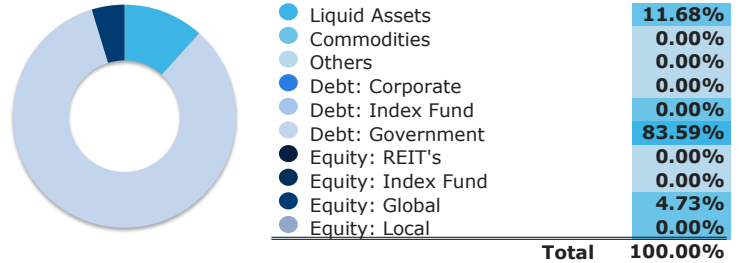 Liquid Assets 11.68%
Commodities 0.00%
Others 0.00%
Debt: Corporate 0.00%
Debt: Index Fund 0.00%
Debt: Government 83.59%
Equity: REIT's 0.00%
Equity: Index Fund 0.00%
Equity: Global 4.73%
Equity: Local 0.00%
Total 100.00%